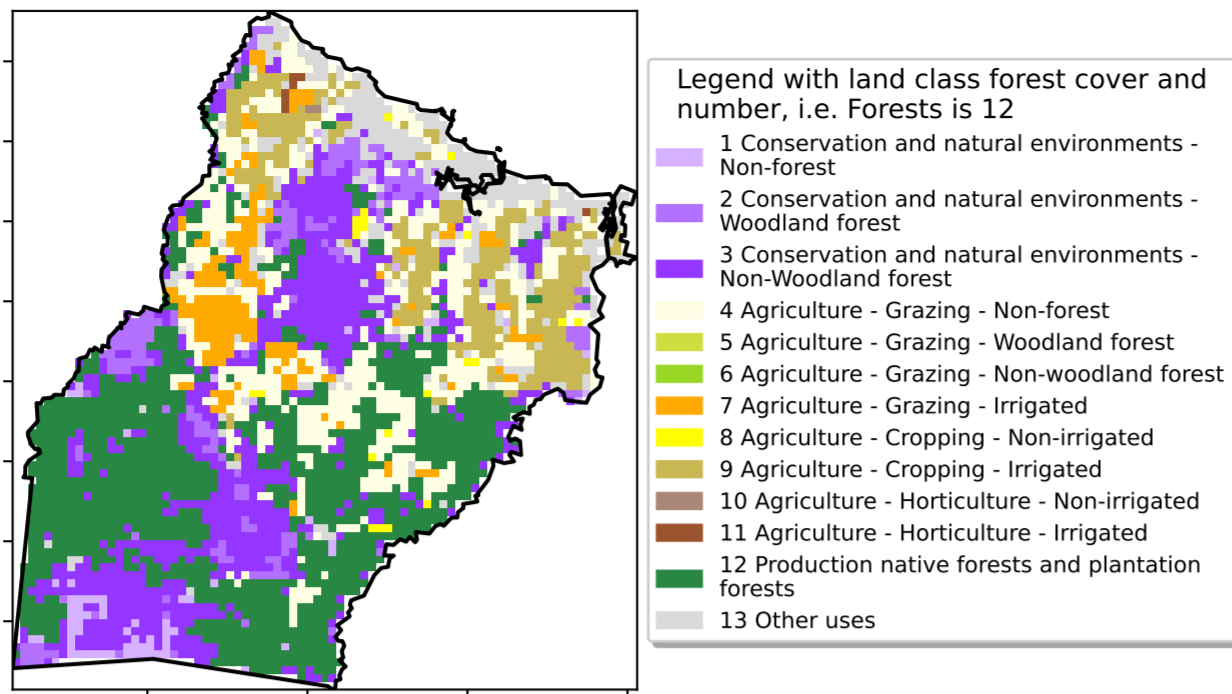 Legend with land class forest cover and
number, i.e. Forests is 12
1 Conservation and natural environments -
Non-forest
2 Conservation and natural environments -
Woodland forest
3 Conservation and natural environments -
Non-Woodland forest
4 Agriculture - Grazing - Non-forest
5 Agriculture - Grazing - Woodland forest
6 Agriculture - Grazing - Non-woodland forest
7 Agriculture - Grazing - Irrigated
8 Agriculture - Cropping - Non-irrigated
9 Agriculture - Cropping - Irrigated
10 Agriculture - Horticulture - Non-irrigated
11 Agriculture - Horticulture - Irrigated
12 Production native forests and plantation
forests
13 Other uses